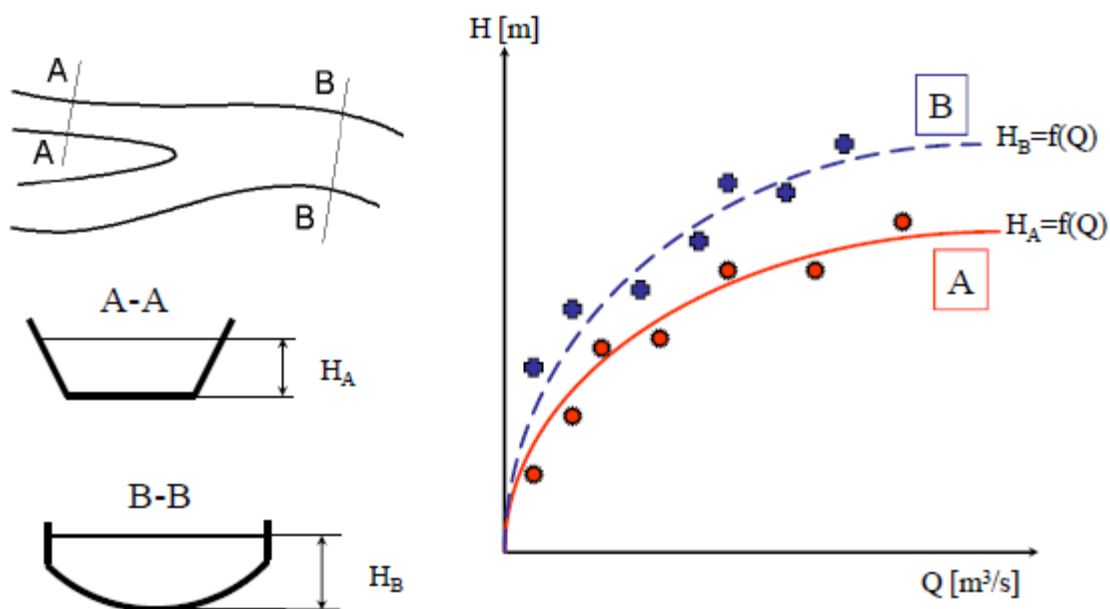 A
A
B
B
A-A
H_A
B-B
H_B
H [m]
B
H_B=f(Q)
H_A=f(Q)
A
Q [m³/s]